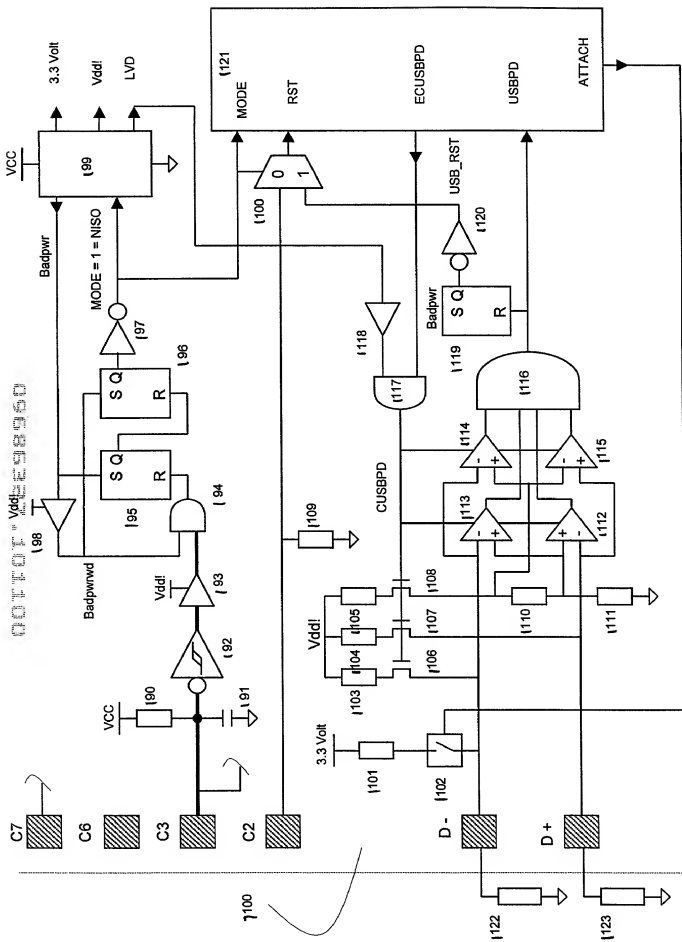 3.3 Volt
Vdd!
LVD
VCC
199
Badpwr
MODE = 1 = NISO
121
MODE
RST
ECUSBPD
USBPD
ATTACH
0
1
100
USB_RST
120
Badpwr
S Q
R
119
118
117
116
CUSBPD
114
115
113
112
-
+
-
+
-
+
+
-
97
S Q
R
96
S Q
R
95
Vdd!
98
Badpwrwd
94
93
Vdd!
92
VCC
90
91
109
Vdd!
105
104
103
108
107
106
110
111
3.3 Volt
101
102
C7
C6
C3
C2
D -
D +
100
122
123